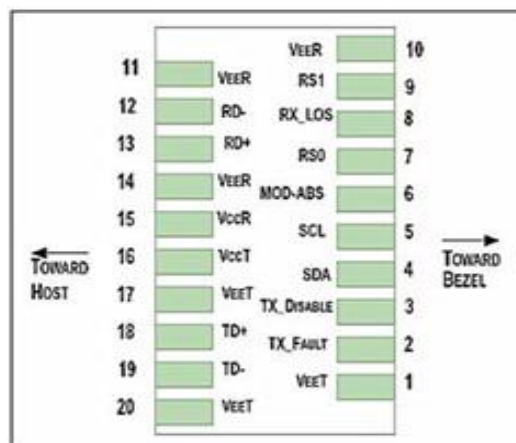 11 VEER
12 RD-
13 RD+
14 VEER
15 VCCR
16 VCCT
17 VEET
18 TD+
19 TD-
20 VEET
VEER 10
RS1 9
RX_LOS 8
RS0 7
MOD-ABS 6
SCL 5
SDA 4
TX_DISABLE 3
TX_FAULT 2
VEET 1
TOWARD
HOST
TOWARD
BEZEL